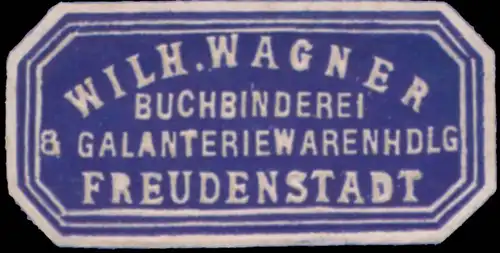 WILH. WAGNER
BUCHBINDEREI
& GALANTERIEWARENHDLG
FREUDENSTADT